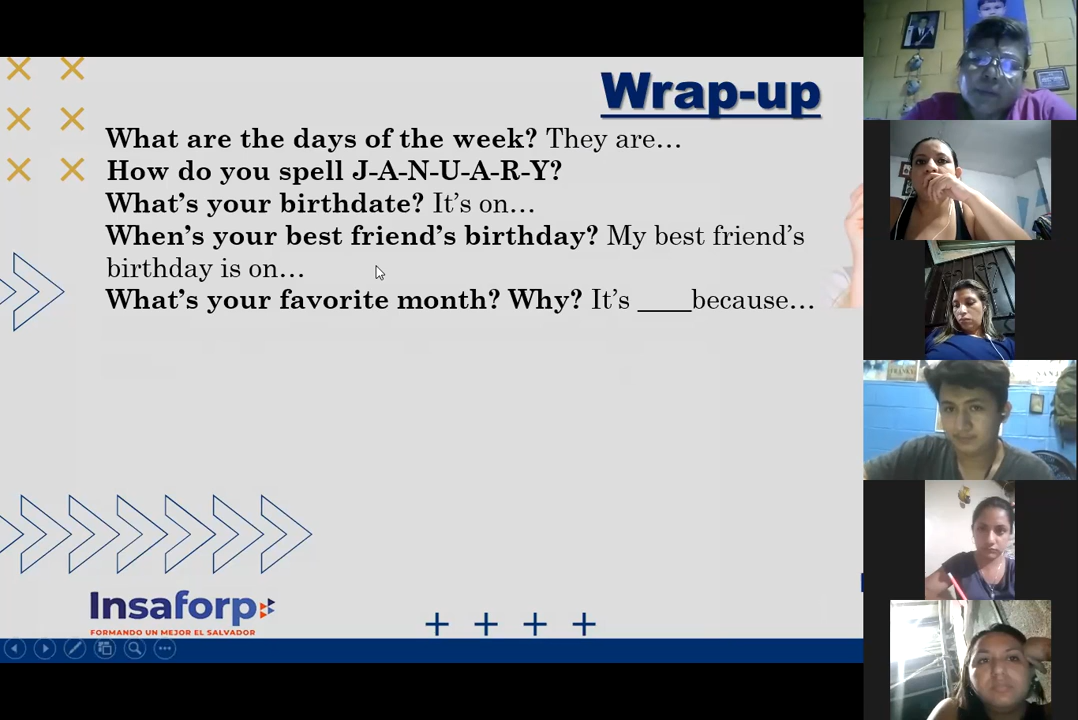 Wrap-up
What are the days of the week? They are…
How do you spell J-A-N-U-A-R-Y?
What's your birthdate? It's on…
When's your best friend's birthday? My best friend's
birthday is on…
What's your favorite month? Why? It's ____because…
Insaforp
FORMANDO UN MEJOR EL SALVADOR